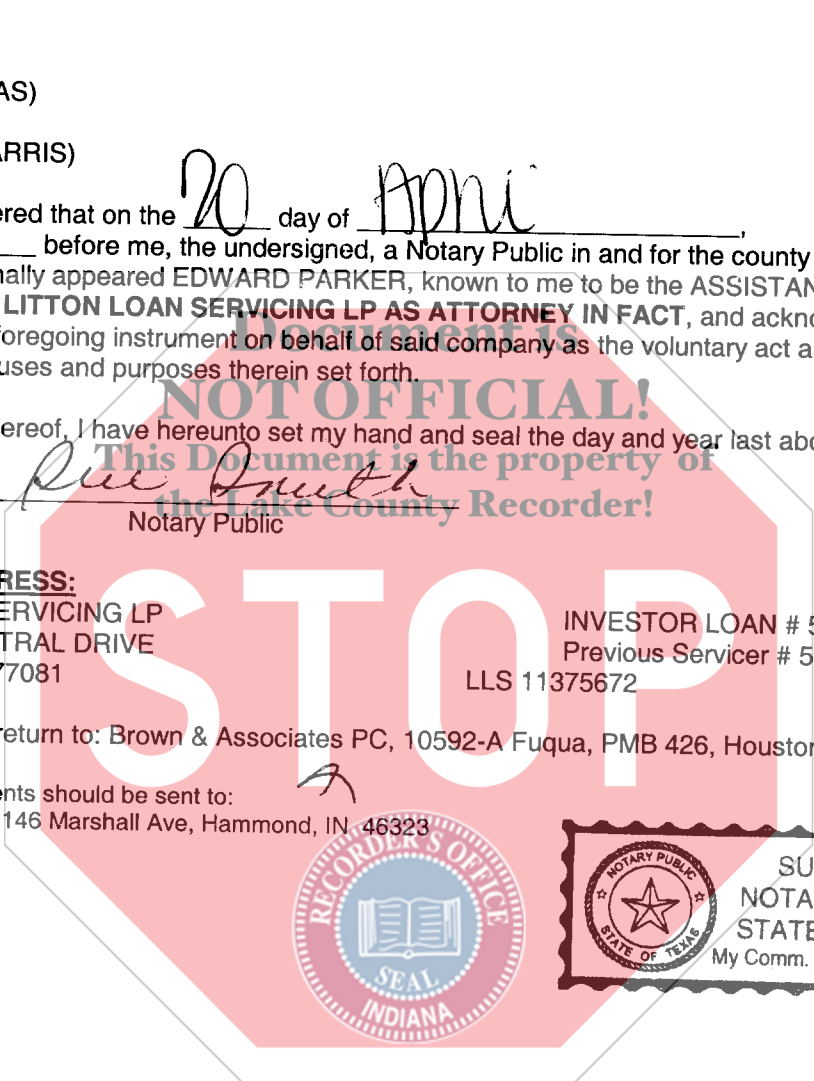 AS)
ARRIS)
ered that on the 20 day of April,
___ before me, the undersigned, a Notary Public in and for the county
nally appeared EDWARD PARKER, known to me to be the ASSISTAN
LITTON LOAN SERVICING LP AS ATTORNEY IN FACT, and ackno
oregoing instrument on behalf of said company as the voluntary act a
uses and purposes therein set forth.
Document is
NOT OFFICIAL!
ereof, I have hereunto set my hand and seal the day and year last abo
This Document is the property of
the Lake County Recorder!
Sue Smith
Notary Public
STOP
RESS:
ERVICING LP
TRAL DRIVE
77081
INVESTOR LOAN # 5
Previous Servicer # 5
LLS 11375672
return to: Brown & Associates PC, 10592-A Fuqua, PMB 426, Houston
nts should be sent to:
146 Marshall Ave, Hammond, IN 46323
RECORDER'S OFFICE
SEAL
INDIANA
NOTARY PUBLIC
STATE OF TEXAS
SU
NOTA
STATE
My Comm.